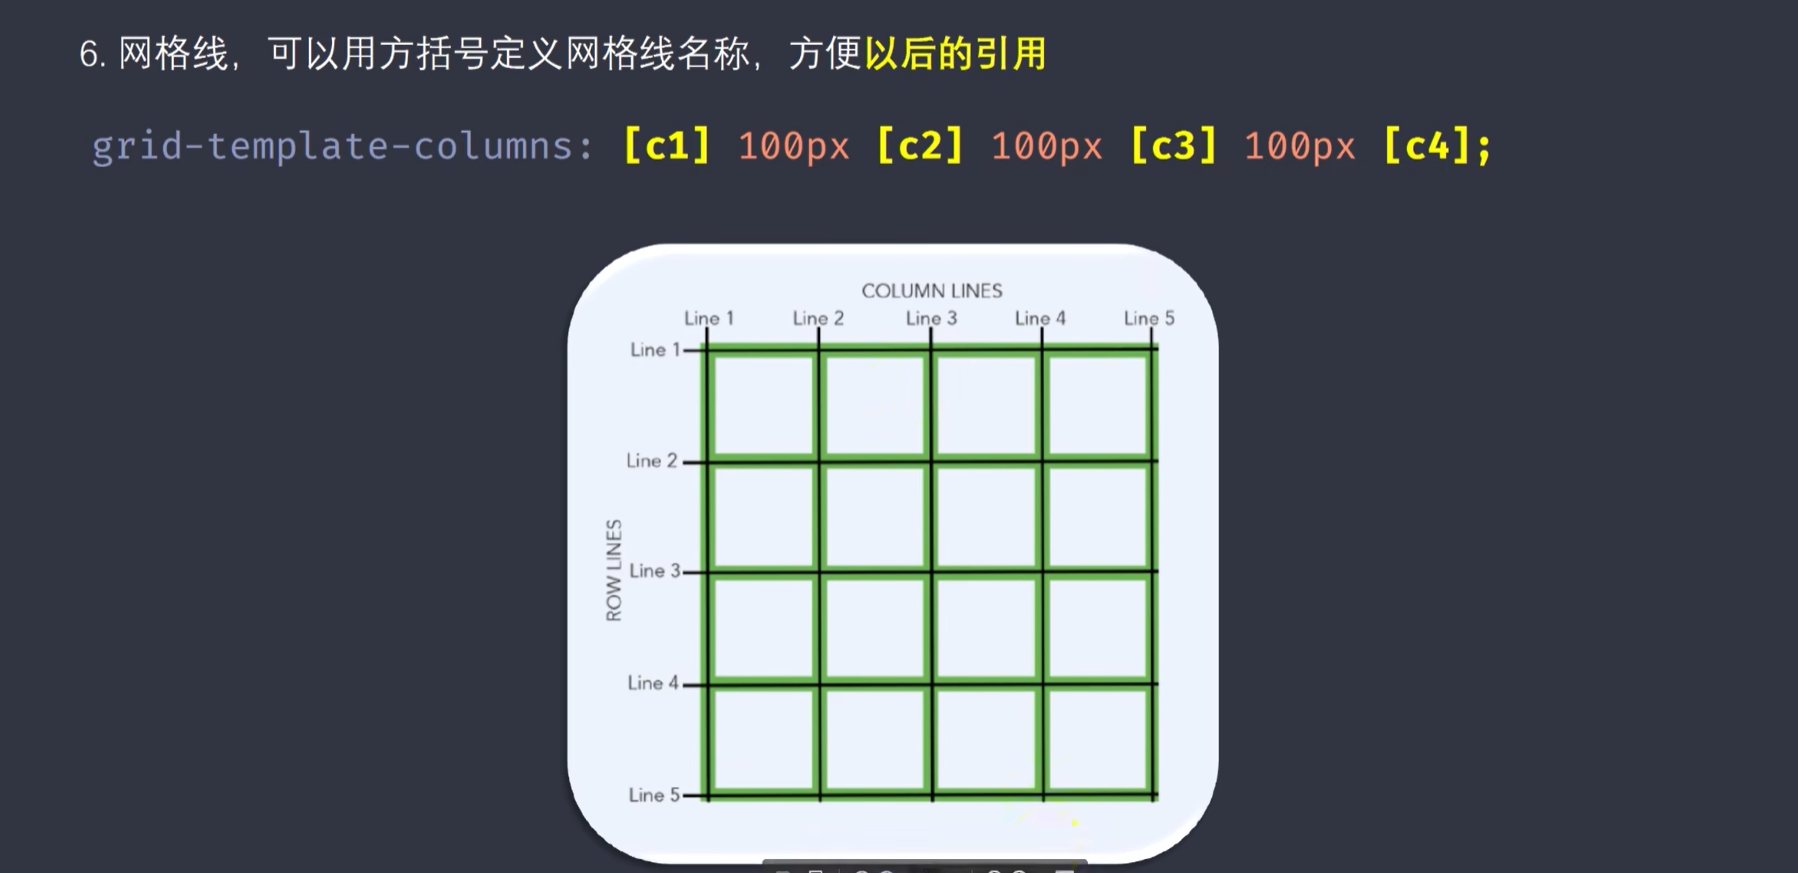 6. 网格线，可以用方括号定义网格线名称，方便以后的引用
grid-template-columns: [c1] 100px [c2] 100px [c3] 100px [c4];
COLUMN LINES
Line 1 Line 2 Line 3 Line 4 Line 5
Line 1
Line 2
ROW LINES
Line 3
Line 4
Line 5